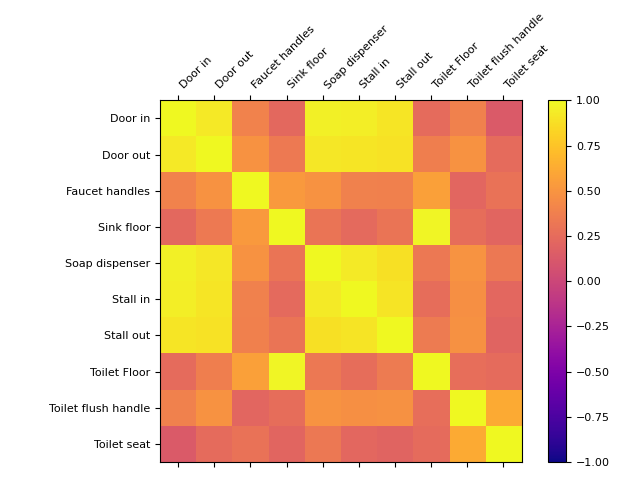 Door in
Door out
Faucet handles
Sink floor
Soap dispenser
Stall in
Stall out
Toilet Floor
Toilet flush handle
Toilet seat
Door in
Door out
Faucet handles
Sink floor
Soap dispenser
Stall in
Stall out
Toilet Floor
Toilet flush handle
Toilet seat
1.00
0.75
0.50
0.25
0.00
−0.25
−0.50
−0.75
−1.00